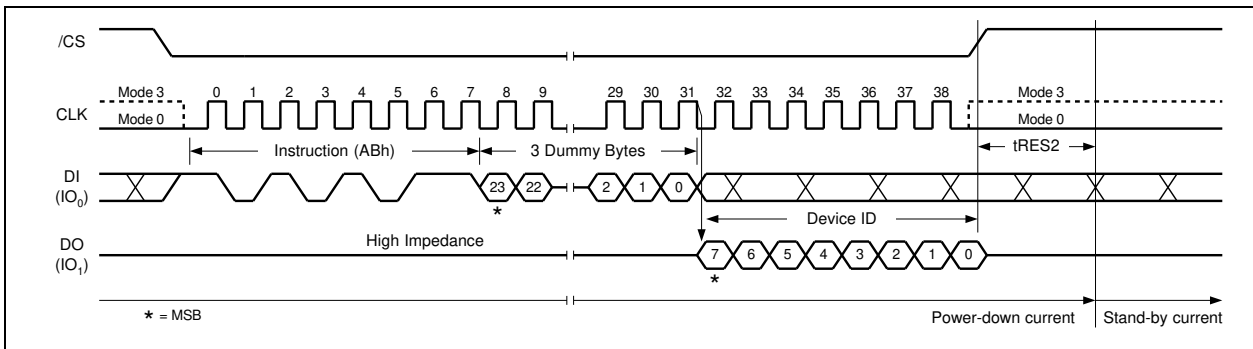 /CS
Mode 3 0 1 2 3 4 5 6 7 8 9 29 30 31 32 33 34 35 36 37 38 Mode 3
CLK Mode 0 Mode 0
Instruction (ABh) 3 Dummy Bytes tRES2
DI
(IO0) 23 22 2 1 0
*
Device ID
High Impedance
DO
(IO1) 7 6 5 4 3 2 1 0
*
* = MSB Power-down current Stand-by current